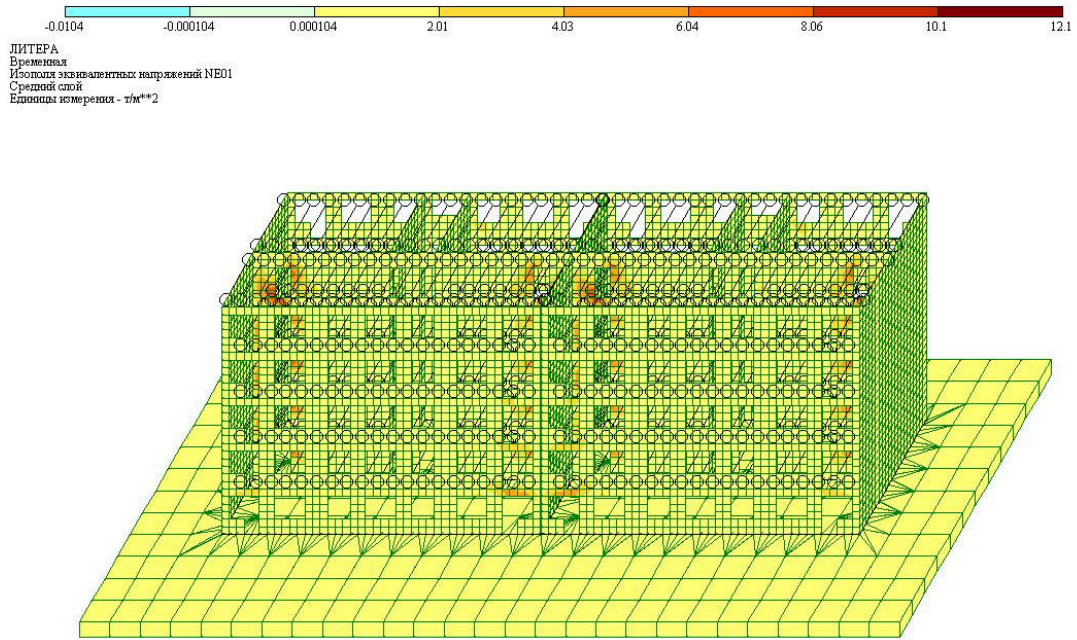 -0.0104 -0.000104 0.000104 2.01 4.03 6.04 8.06 10.1 12.1
ЛИТЕРА
Временная
Изополя эквивалентных напряжений NE01
Средний слой
Единицы измерения - т/м**2